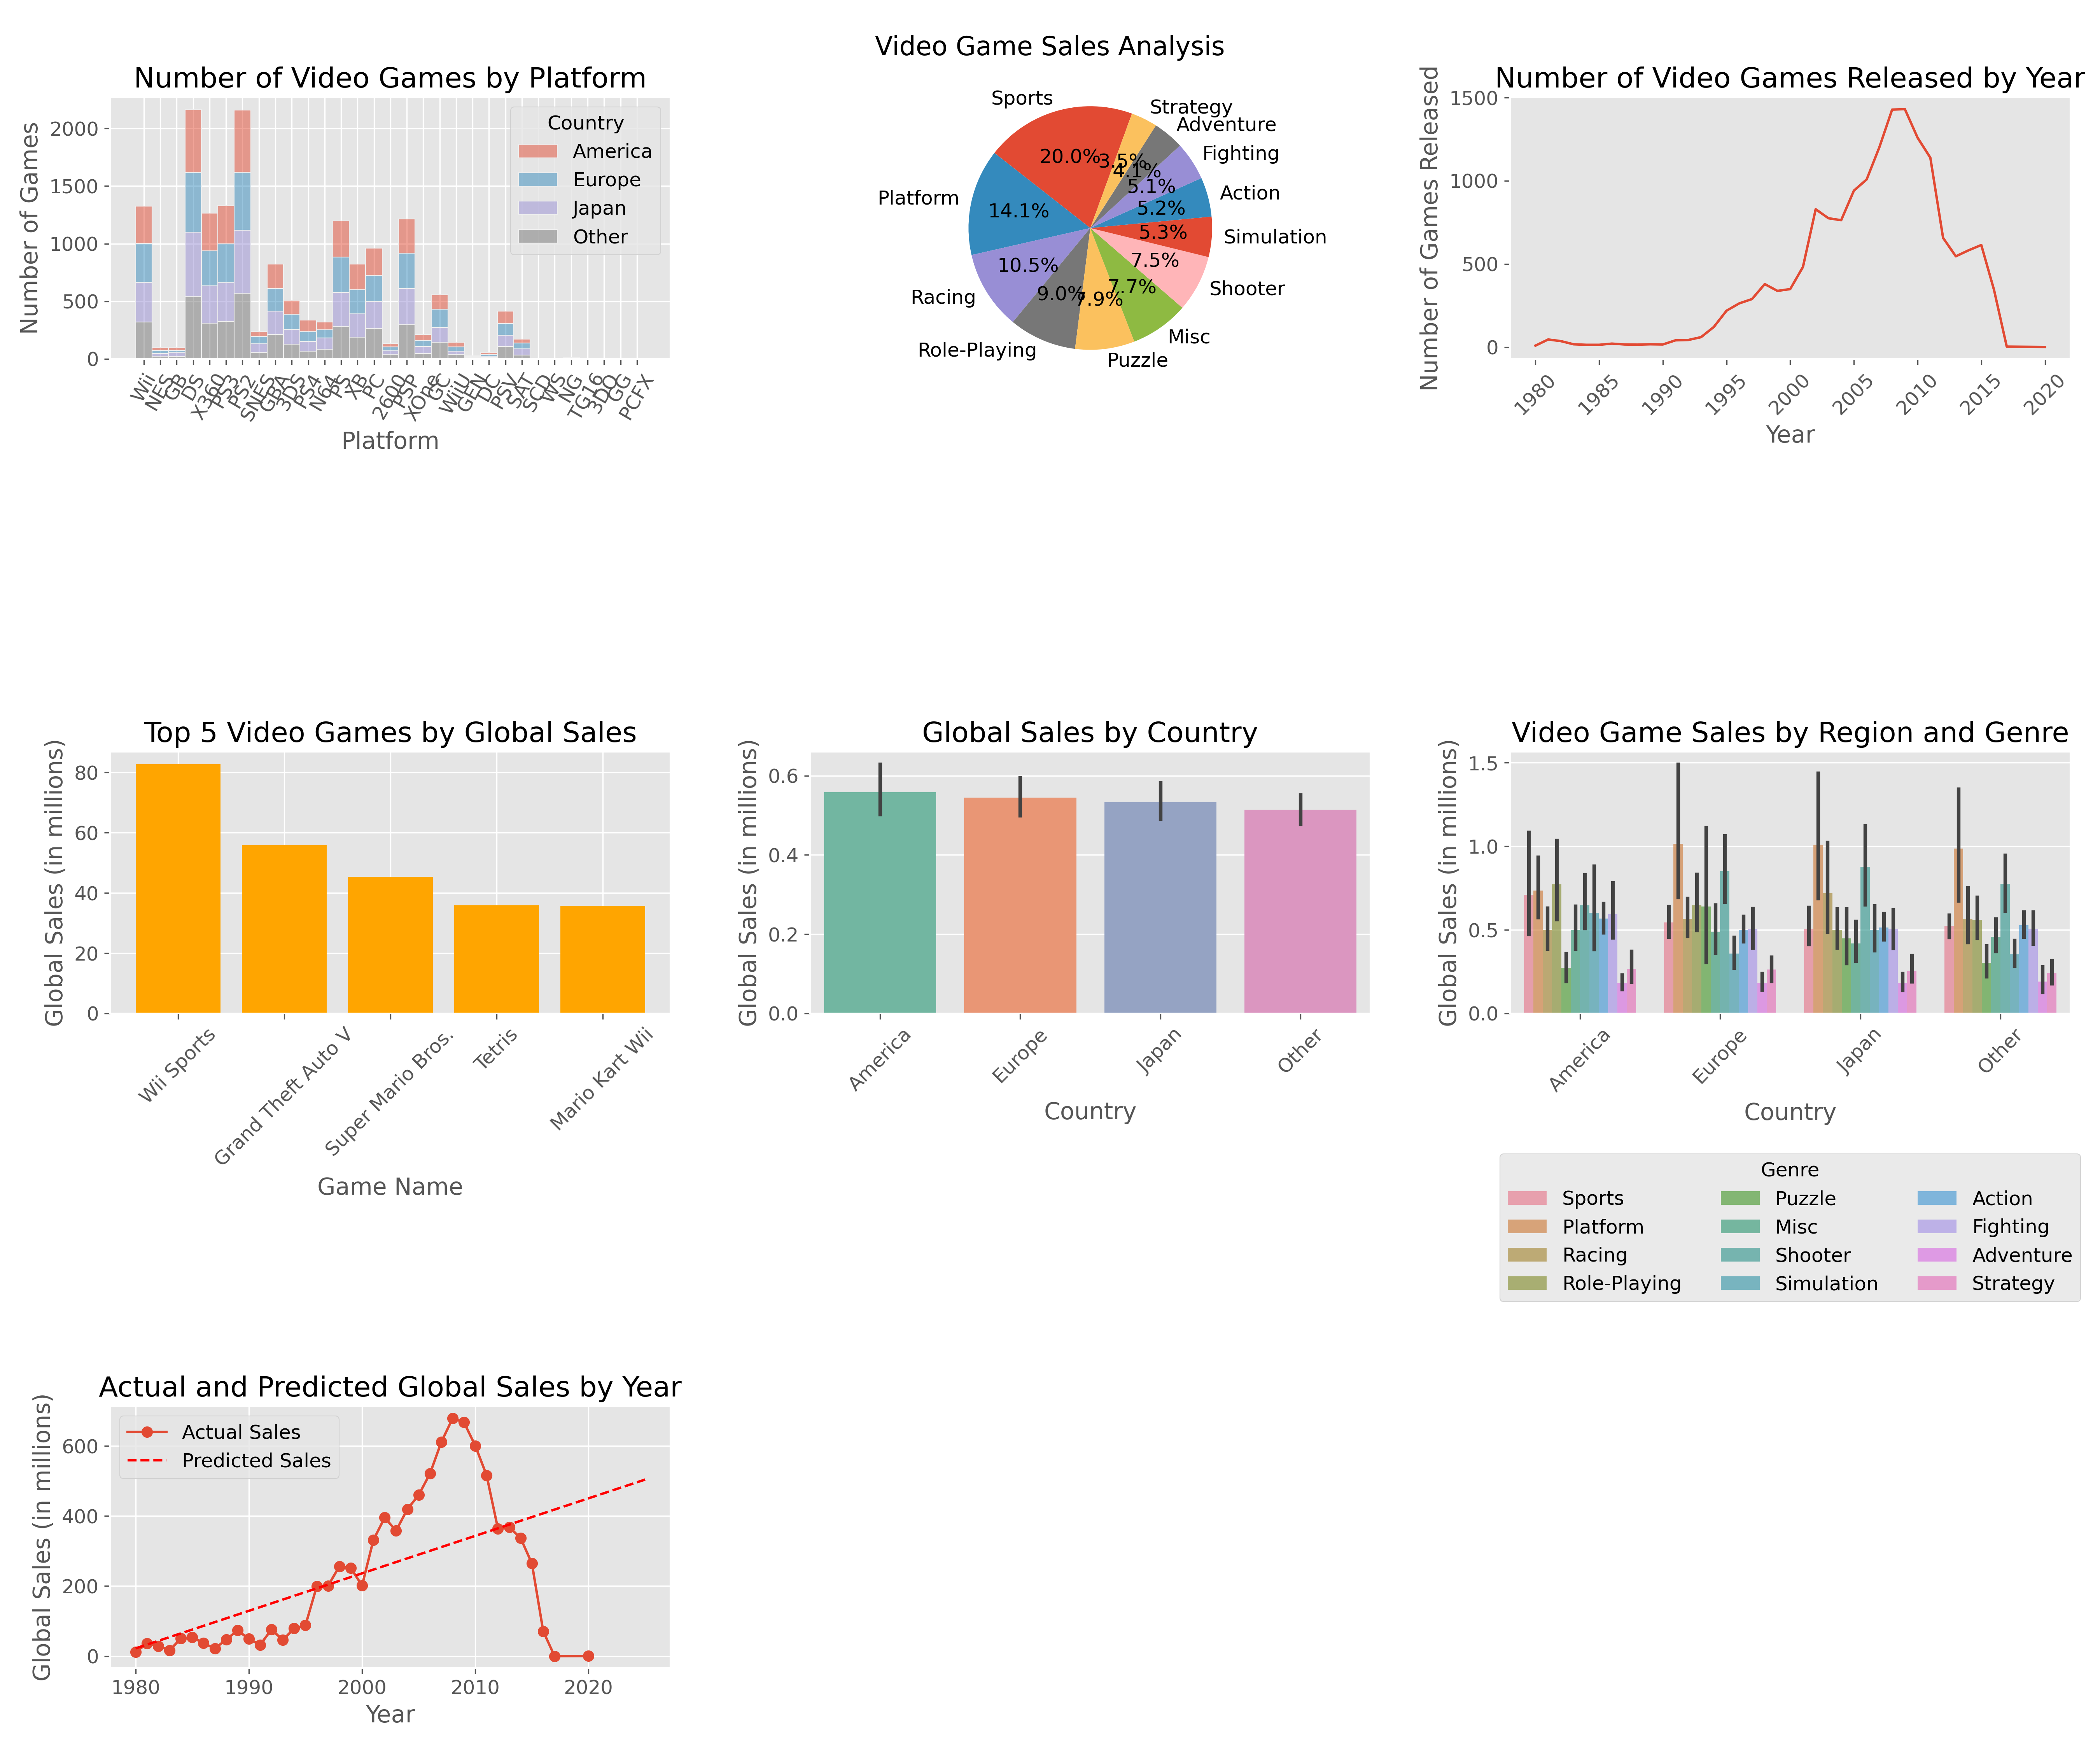 Number of Video Games by Platform
Number of Games
2000
1500
1000
500
0
Country
America
Europe
Japan
Other
Wii
NES
GB
DS
X360
PS3
PS2
SNES
GBA
3DS
PS4
N64
PS
XB
PC
2600
PSP
XOne
GC
WiiU
GEN
DC
PSV
SAT
SCD
WS
NG
TG16
3DO
GG
PCFX
Platform
Video Game Sales Analysis
Sports
Platform
Racing
Role-Playing
Puzzle
Misc
Shooter
Simulation
Action
Fighting
Adventure
Strategy
20.0%
14.1%
10.5%
9.0%
7.9%
7.7%
7.5%
5.3%
5.2%
5.1%
4.1%
3.5%
Number of Video Games Released by Year
Number of Games Released
1500
1000
500
0
1980
1985
1990
1995
2000
2005
2010
2015
2020
Year
Top 5 Video Games by Global Sales
Global Sales (in millions)
80
60
40
20
0
Wii Sports
Grand Theft Auto V
Super Mario Bros.
Tetris
Mario Kart Wii
Game Name
Global Sales by Country
Global Sales (in millions)
0.6
0.4
0.2
0.0
America
Europe
Japan
Other
Country
Video Game Sales by Region and Genre
Global Sales (in millions)
1.5
1.0
0.5
0.0
America
Europe
Japan
Other
Country
Genre
Sports
Platform
Racing
Role-Playing
Puzzle
Misc
Shooter
Simulation
Action
Fighting
Adventure
Strategy
Actual and Predicted Global Sales by Year
Global Sales (in millions)
600
400
200
0
Actual Sales
Predicted Sales
1980
1990
2000
2010
2020
Year